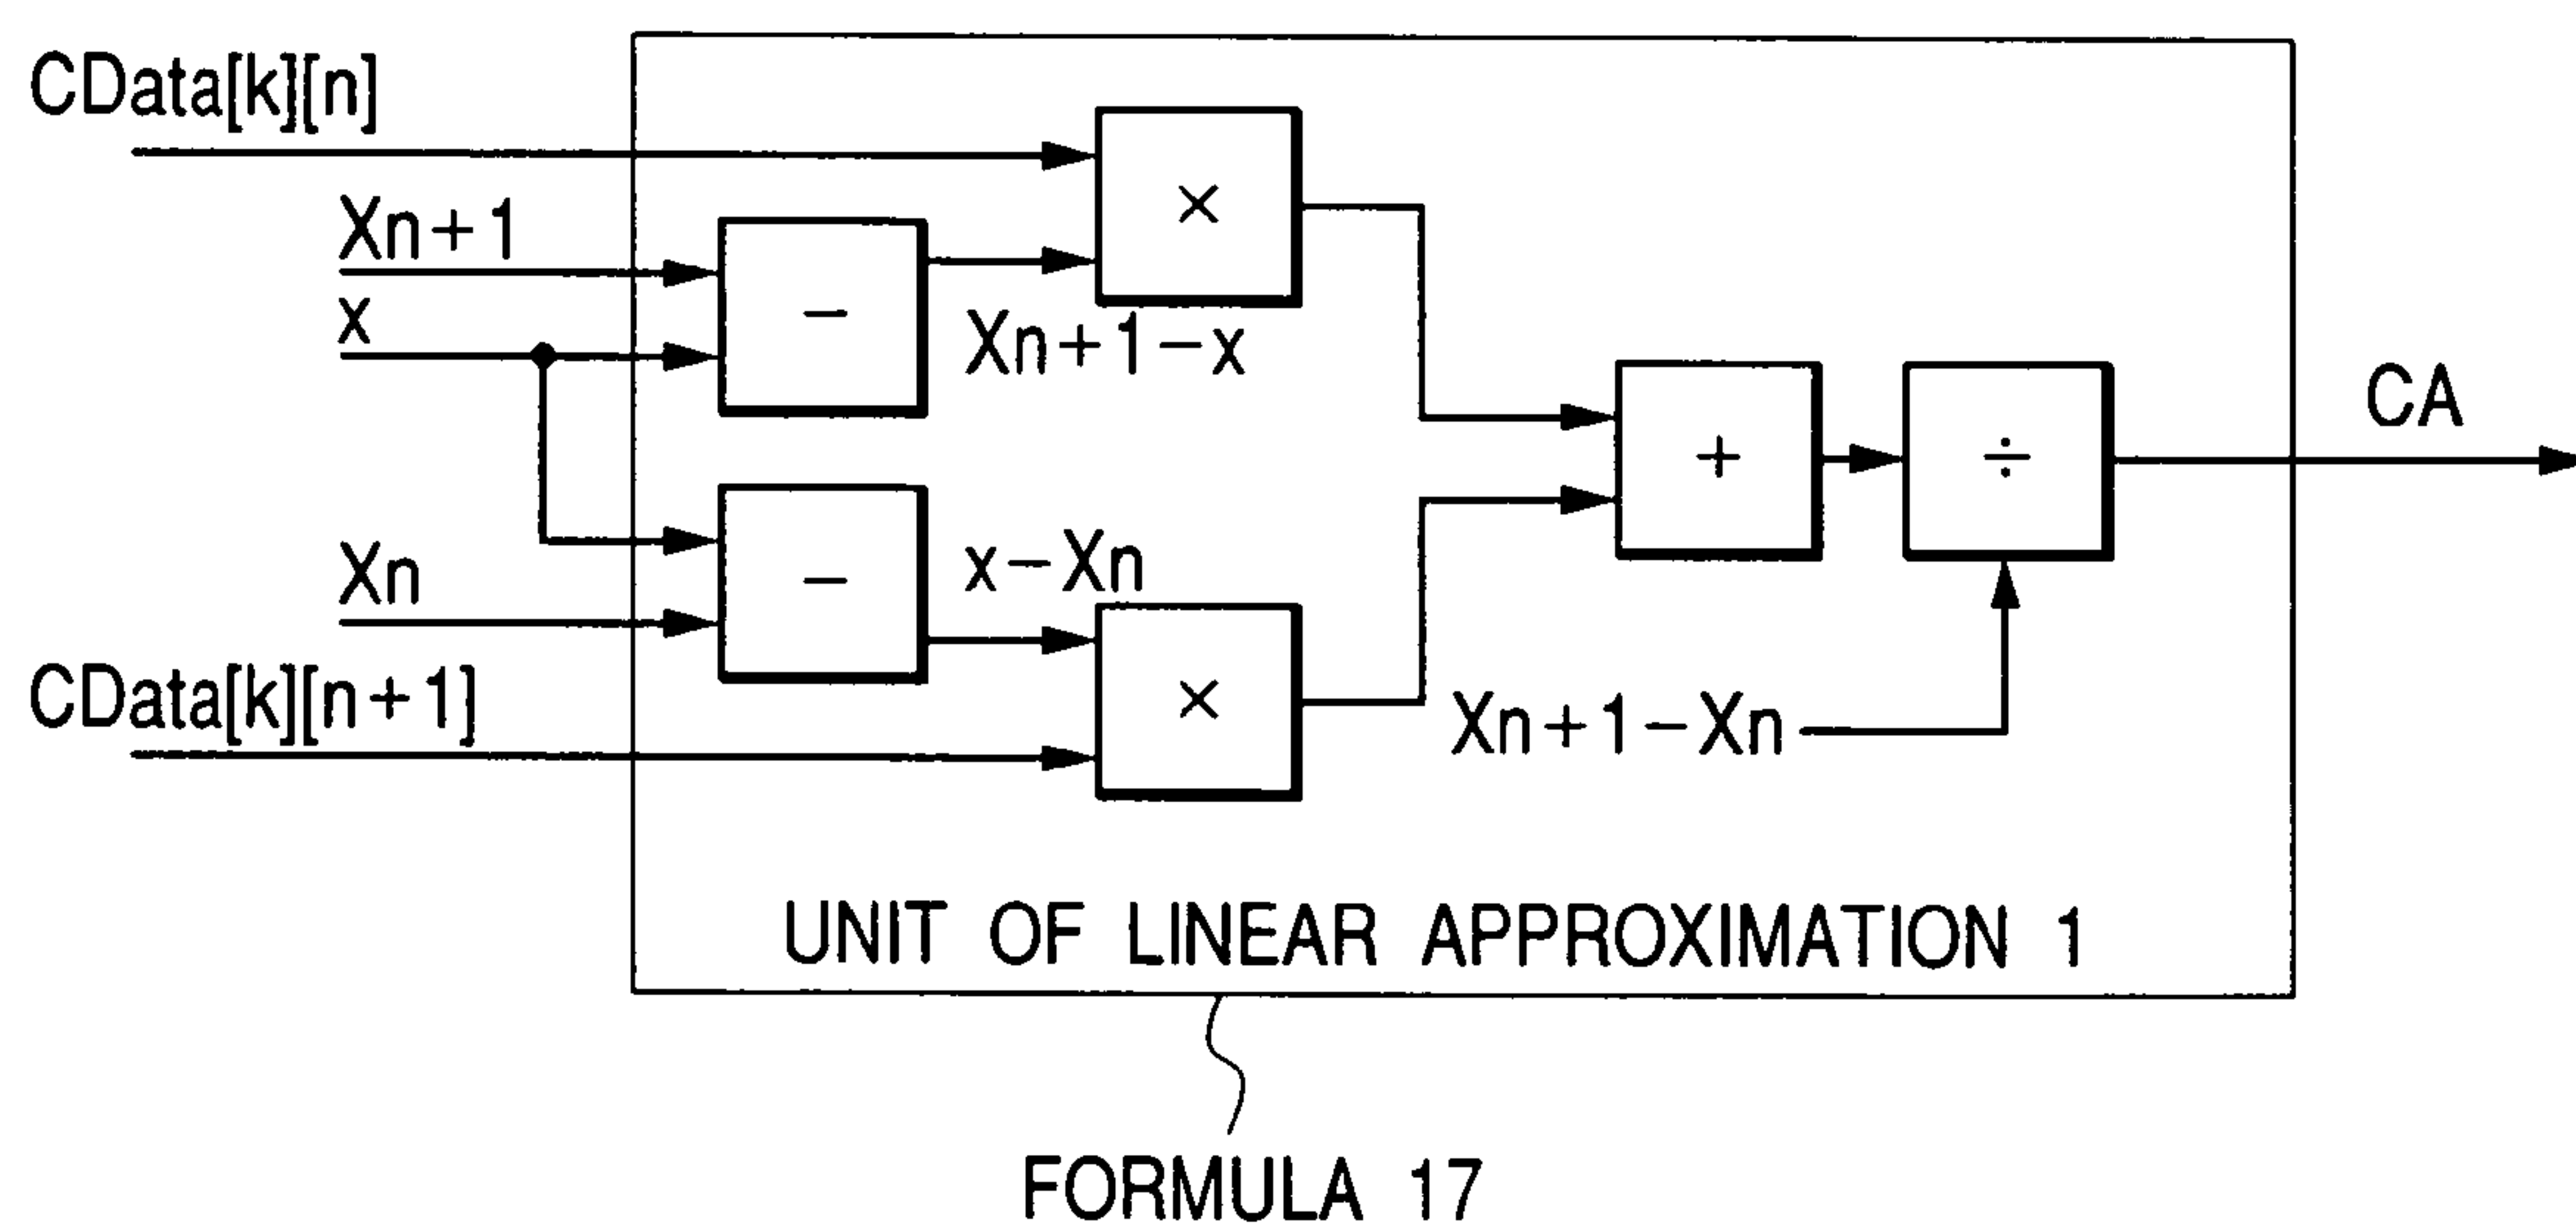 CData[k][n]
×
Xn+1
x
−
Xn+1−x
CA
+
÷
Xn
−
x−Xn
CData[k][n+1]
×
Xn+1−Xn
UNIT OF LINEAR APPROXIMATION 1
FORMULA 17